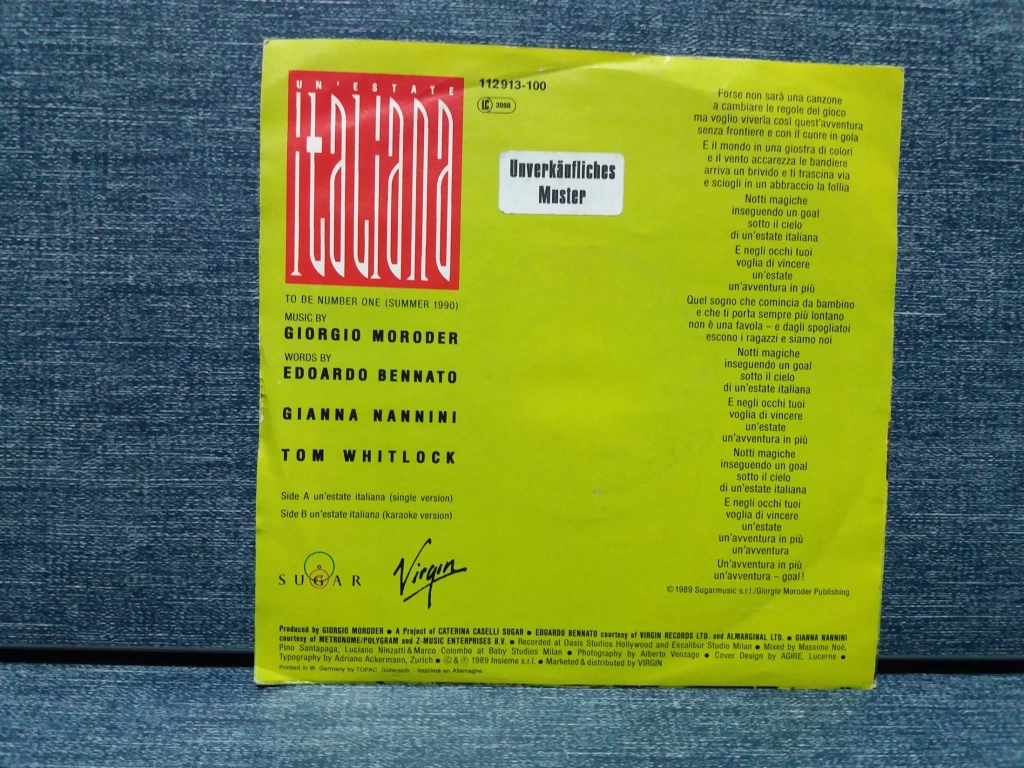 UN'ESTATE
italiana
112913-100
LC 3098
Unverkäufliches
Muster
TO BE NUMBER ONE (SUMMER 1990)
MUSIC BY
GIORGIO MORODER
WORDS BY
EDOARDO BENNATO
GIANNA NANNINI
TOM WHITLOCK
Side A un'estate italiana (single version)
Side B un'estate italiana (karaoke version)
SUGAR
Virgin
Forse non sarà una canzone
a cambiare le regole del gioco
ma voglio viverla così quest'avventura
senza frontiere e con il cuore in gola
E il mondo in una giostra di colori
e il vento accarezza le bandiere
arriva un brivido e ti trascina via
e sciogli in un abbraccio la follia
Notti magiche
inseguendo un goal
sotto il cielo
di un'estate italiana
E negli occhi tuoi
voglia di vincere
un'estate
un'avventura in più
Quel sogno che comincia da bambino
e che ti porta sempre più lontano
non è una favola – e dagli spogliatoi
escono i ragazzi e siamo noi
Notti magiche
inseguendo un goal
sotto il cielo
di un'estate italiana
E negli occhi tuoi
voglia di vincere
un'estate
un'avventura in più
Notti magiche
inseguendo un goal
sotto il cielo
di un'estate italiana
E negli occhi tuoi
voglia di vincere
un'estate
un'avventura in più
un'avventura
Un'avventura in più
un'avventura – goal!
© 1989 Sugarmusic s.r.l./Giorgio Moroder Publishing
Produced by GIORGIO MORODER ● A Project of CATERINA CASELLI SUGAR ● EDOARDO BENNATO courtesy of VIRGIN RECORDS LTD. and ALMARGINAL LTD. ● GIANNA NANNINI
courtesy of METRONOME/POLYGRAM and Z-MUSIC ENTERPRISES B.V. ● Recorded at Oasis Studios Hollywood and Excalibur Studio Milan ● Mixed by Massimo Noè,
Pino Santapaga, Luciano Ninzatti & Marco Colombo at Baby Studios Milan ● Photography by Alberto Venzago ● Cover Design by AGIRE, Lucerne ●
Typography by Adriano Ackermann, Zurich ● © & ℗ 1989 Insieme s.r.l. ● Marketed & distributed by VIRGIN
Printed in W. Germany by TOPAC, Gütersloh · Imprimé en Allemagne